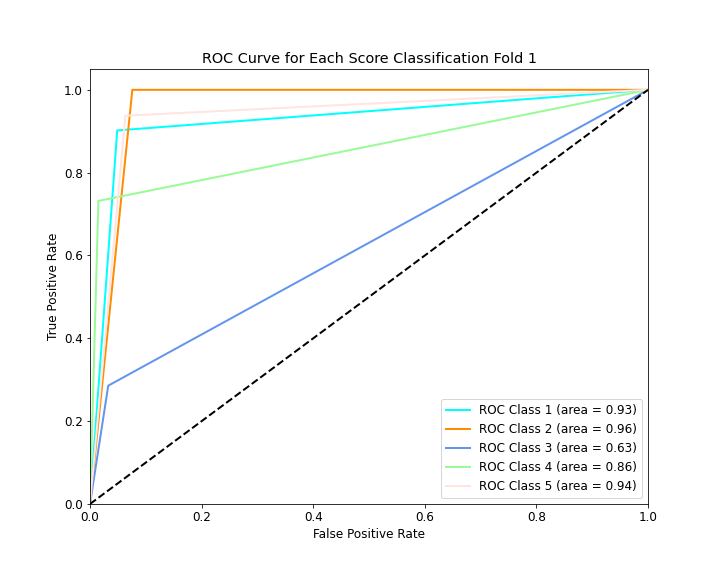 ROC Curve for Each Score Classification Fold 1
True Positive Rate
1.0
0.8
0.6
0.4
0.2
0.0
0.0 0.2 0.4 0.6 0.8 1.0
False Positive Rate
ROC Class 1 (area = 0.93)
ROC Class 2 (area = 0.96)
ROC Class 3 (area = 0.63)
ROC Class 4 (area = 0.86)
ROC Class 5 (area = 0.94)